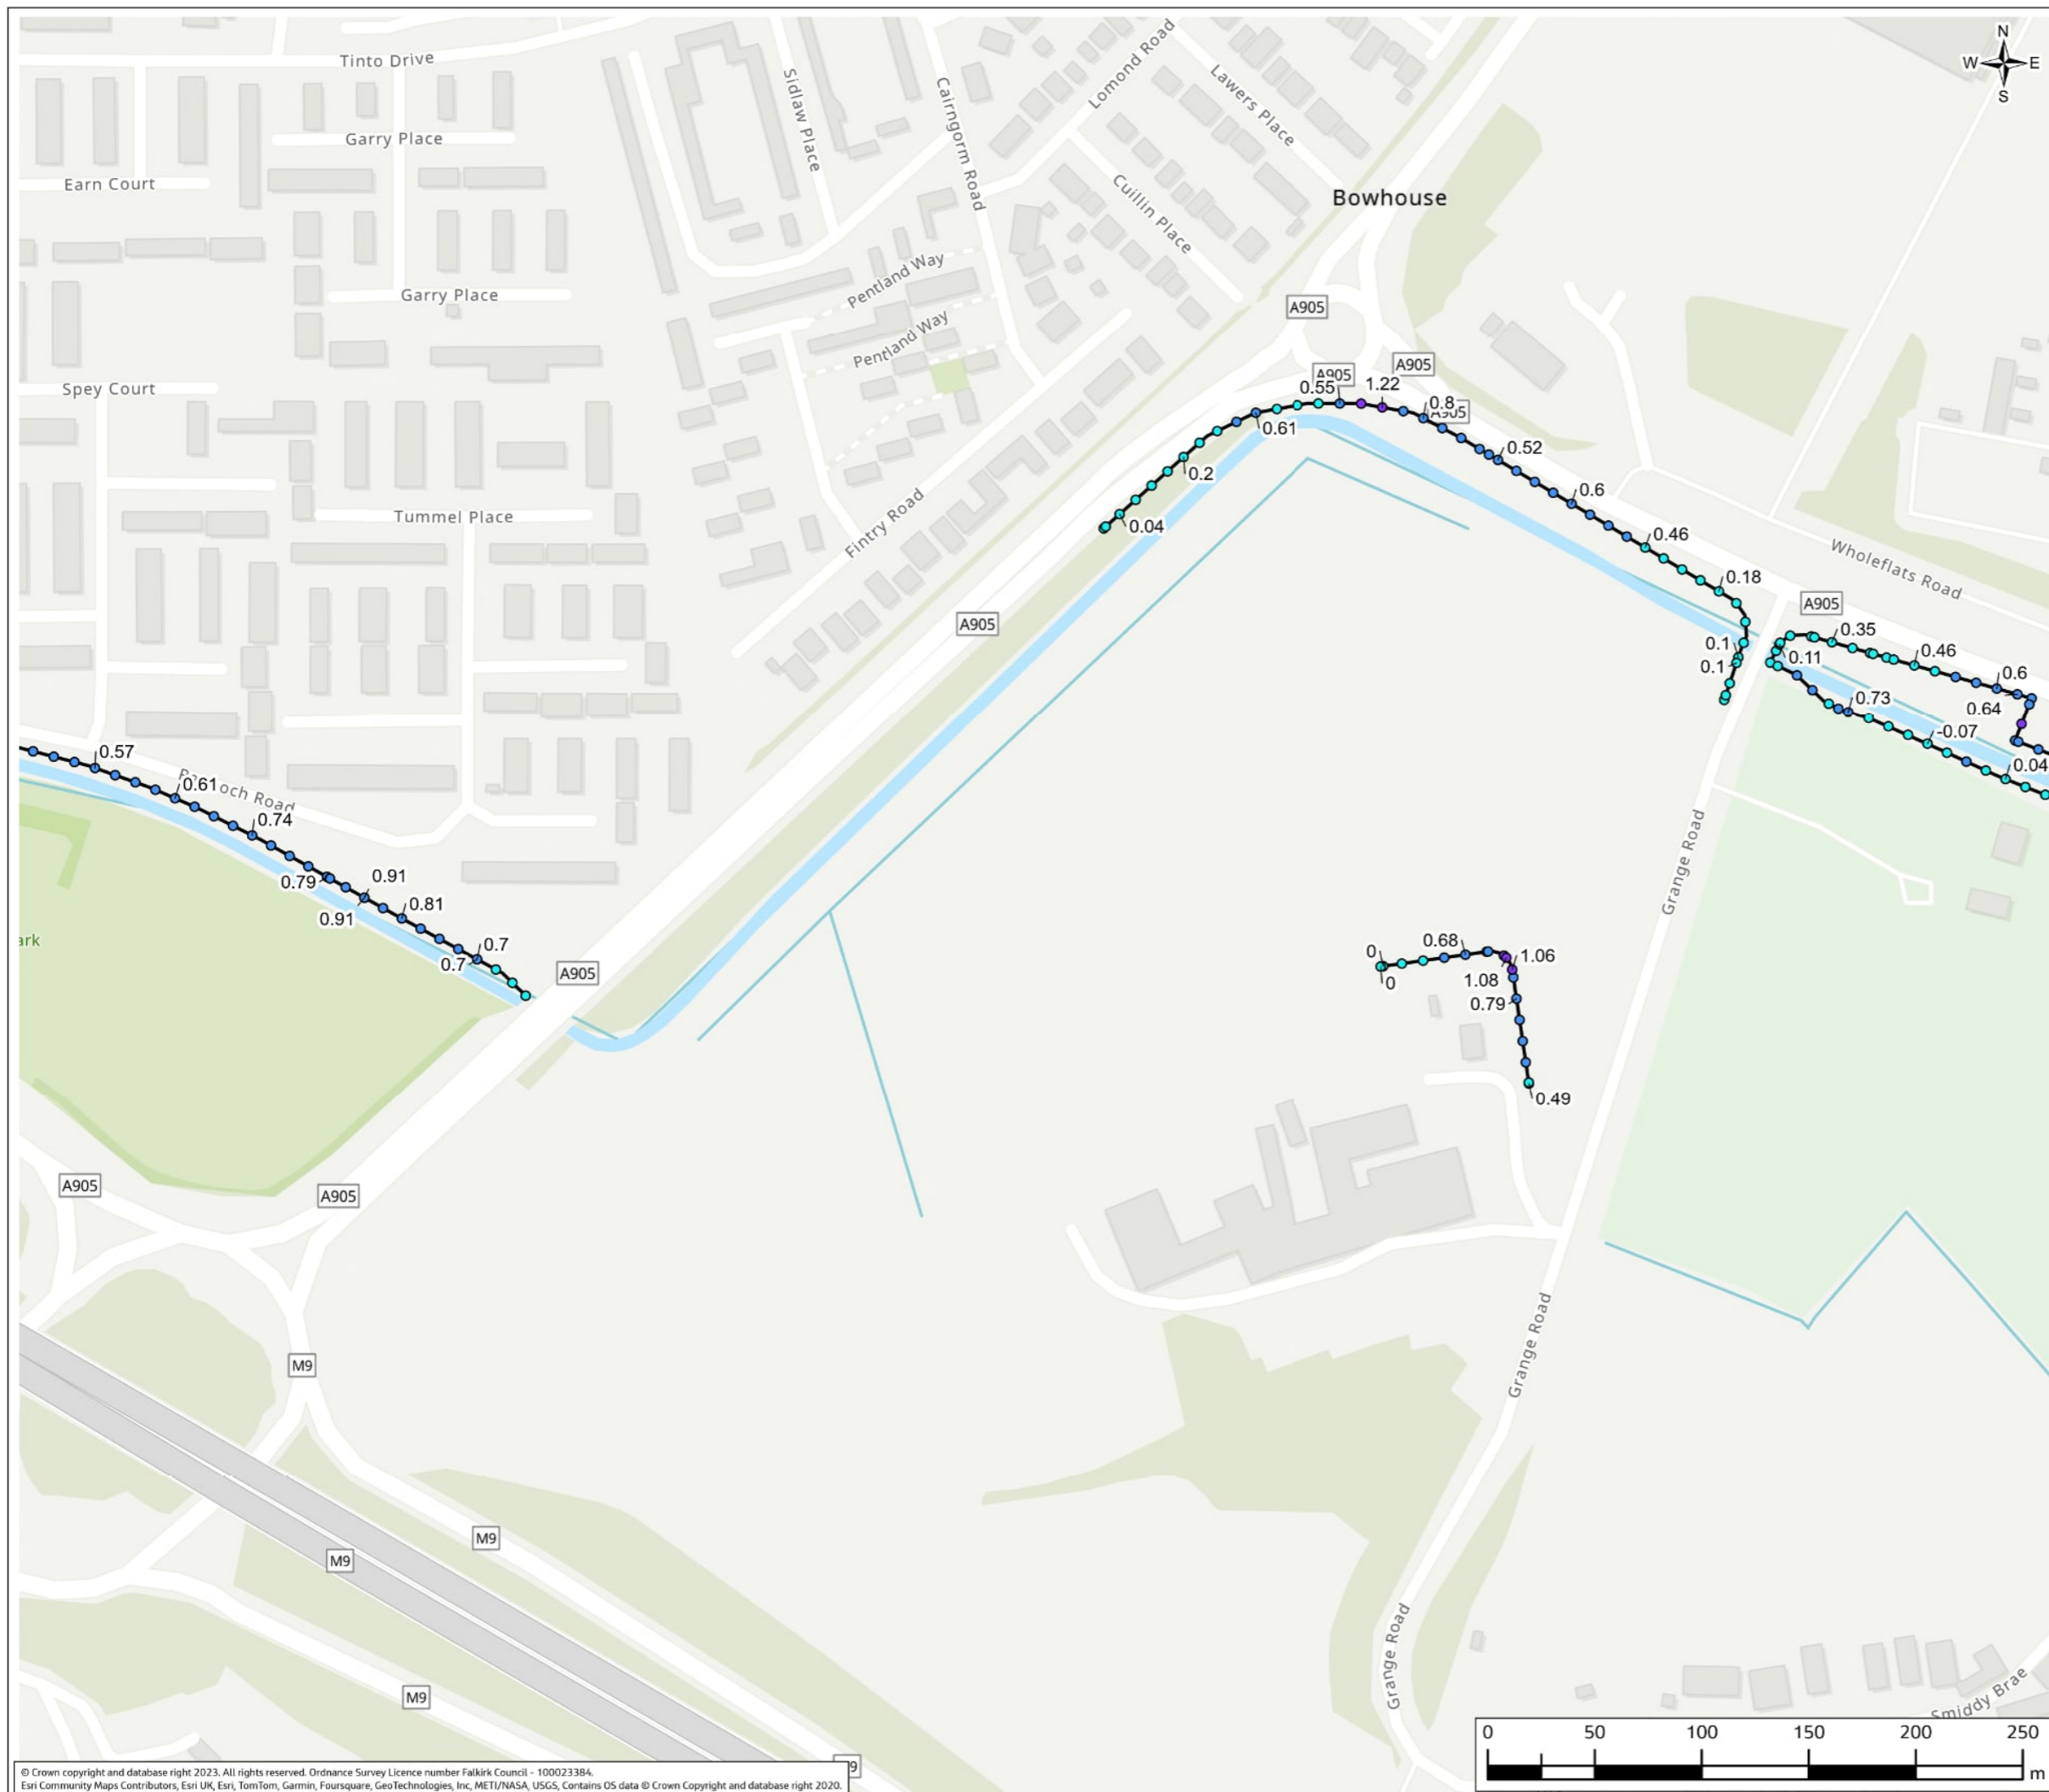 N
W E
S
Tinto Drive
Sidlaw Place
Cairngorm Road
Lomond Road
Lawers Place
Garry Place
Earn Court
Cuillin Place
Bowhouse
Pentland Way
Garry Place
A905
Pentland Way
A905
A905
Spey Court
0.55
1.22
0.8
A905
0.61
0.52
0.2
0.6
Tummel Place
Fintry Road
0.04
0.46
Wholeflats Road
0.18
A905
A905
0.35
0.1
0.11
0.46
0.1
0.6
0.73
0.64
-0.07
0.57
0.04
0.61
och Road
0.74
Grange Road
0.79
0.91
0.91
0.81
ark
0.7
0.7
A905
0
0.68
1.06
0
1.08
0.79
0.49
A905
A905
M9
Grange Road
M9
M9
Grange Road
M9
Smiddy Brae
0 50 100 150 200 250
m
9
© Crown copyright and database right 2023. All rights reserved. Ordnance Survey Licence number Falkirk Council - 100023384.
Esri Community Maps Contributors, Esri UK, Esri, TomTom, Garmin, Foursquare, GeoTechnologies, Inc, METI/NASA, USGS, Contains OS data © Crown Copyright and database right 2020.